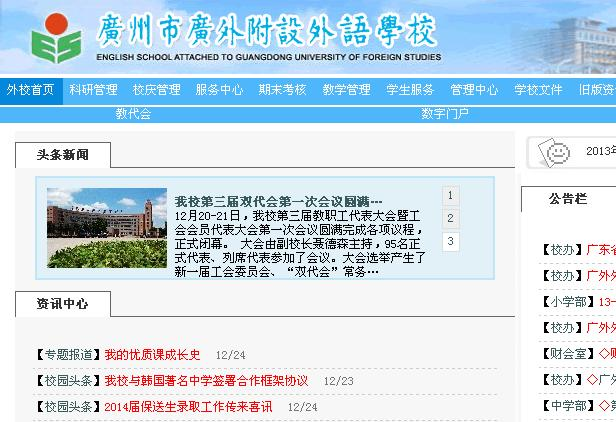 廣州市廣外附設外語學校
ENGLISH SCHOOL ATTACHED TO GUANGDONG UNIVERSITY OF FOREIGN STUDIES
ES
外校首页 科研管理 校庆管理 服务中心 期末考核 教学管理 学生服务 管理中心 学校文件 旧版资
教代会 数字门户
头条新闻
2013年
我校第三届双代会第一次会议圆满…
12月20-21日，我校第三届教职工代表大会暨工
会会员代表大会第一次会议圆满完成各项议程，
正式闭幕。 大会由副校长聂德森主持，95名正
式代表、列席代表参加了会议。大会选举产生了
新一届工会委员会、“双代会”常务…
1
2
3
公告栏
【校办】广东省
【校办】广外外
【小学部】13-
【校办】广外外
【财会室】◇
【校办】◇广外
【中学部】◇
资讯中心
【专题报道】我的优质课成长史 12/24
【校园头条】我校与韩国著名中学签署合作框架协议 12/23
【校园头条】2014届保送生录取工作传来喜讯 12/24